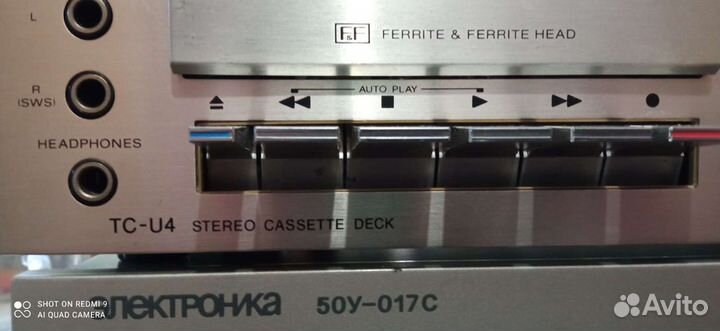 L
F&F FERRITE & FERRITE HEAD
R
(SWS)
AUTO PLAY
HEADPHONES
TC-U4 STEREO CASSETTE DECK
электроника 50У-017С
SHOT ON REDMI 9
AI QUAD CAMERA
Avito